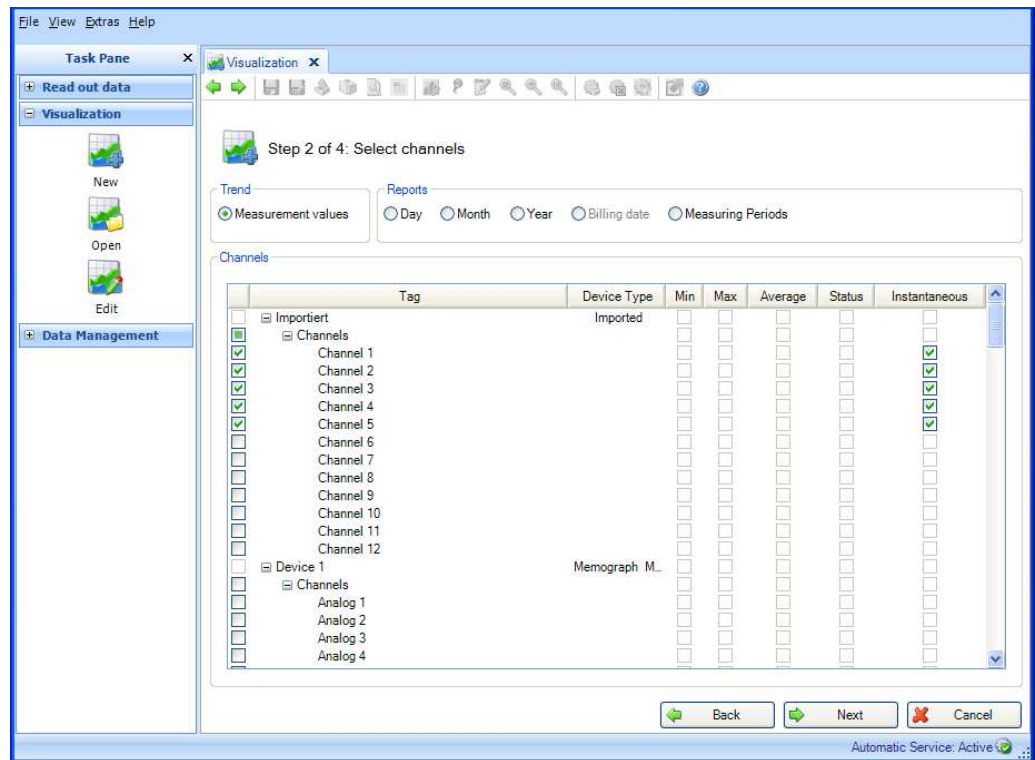 File View Extras Help
Task Pane
Visualization
Read out data
Visualization
New
Open
Edit
Data Management
Step 2 of 4: Select channels
Trend
Measurement values
Reports
Day Month Year Billing date Measuring Periods
Channels
Tag Device Type Min Max Average Status Instantaneous
Importiert Imported
Channels
Channel 1
Channel 2
Channel 3
Channel 4
Channel 5
Channel 6
Channel 7
Channel 8
Channel 9
Channel 10
Channel 11
Channel 12
Device 1 Memograph M...
Channels
Analog 1
Analog 2
Analog 3
Analog 4
Back Next Cancel
Automatic Service: Active